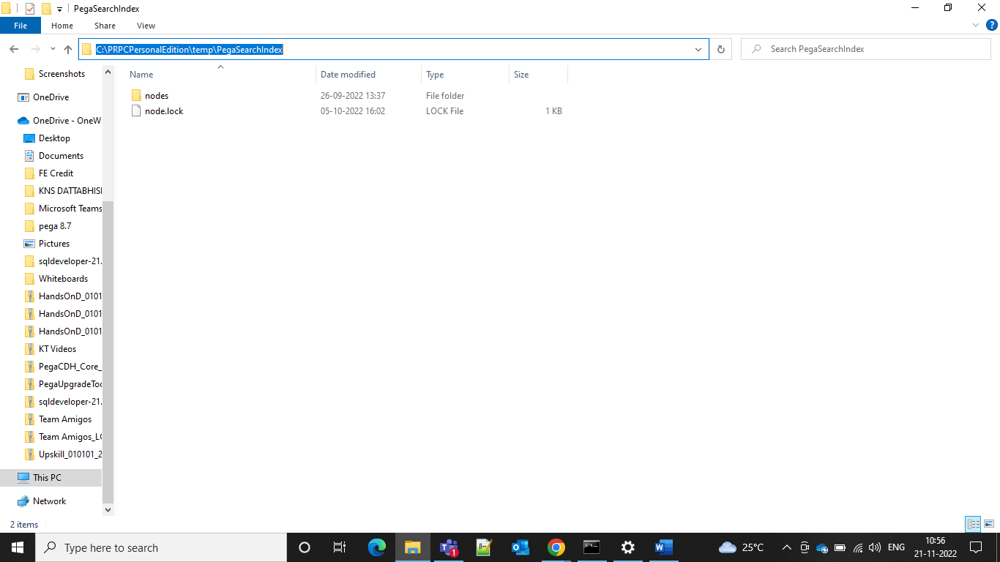 PegaSearchIndex
File Home Share View
C:\PRPCPersonalEdition\temp\PegaSearchIndex
Search PegaSearchIndex
Name Date modified Type Size
nodes 26-09-2022 13:37 File folder
node.lock 05-10-2022 16:02 LOCK File 1 KB
Screenshots
OneDrive
OneDrive - OneW
Desktop
Documents
FE Credit
KNS DATTABHISI
Microsoft Teams
pega 8.7
Pictures
sqldeveloper-21.
Whiteboards
HandsOnD_0101
HandsOnD_0101
HandsOnD_0101
KT Videos
PegaCDH_Core_
PegaUpgradeToo
sqldeveloper-21.
Team Amigos
Team Amigos_LC
Upskill_010101_2
This PC
Network
2 items
Type here to search
25°C
ENG
10:56
21-11-2022